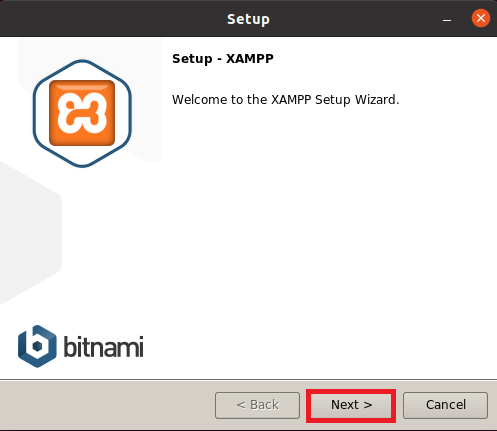 Setup
Setup - XAMPP
Welcome to the XAMPP Setup Wizard.
bitnami
< Back
Next >
Cancel